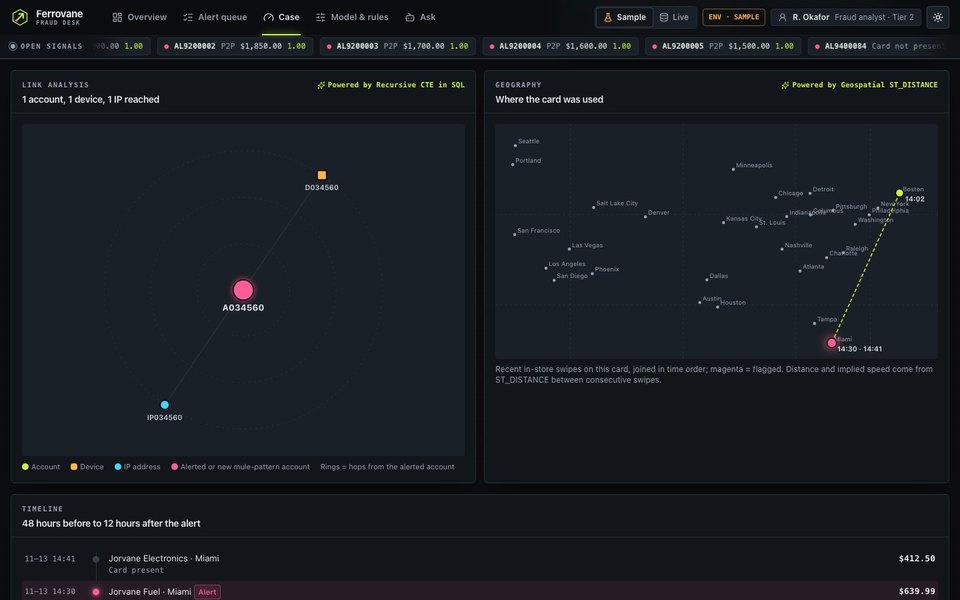 Ferrovane
FRAUD DESK
Overview
Alert queue
Case
Model & rules
Ask
Sample
Live
ENV · SAMPLE
R. Okafor Fraud analyst · Tier 2
OPEN SIGNALS
00.00 1.00
AL9200002 P2P $1,850.00 1.00
AL9200003 P2P $1,700.00 1.00
AL9200004 P2P $1,600.00 1.00
AL9200005 P2P $1,500.00 1.00
AL9400084 Card not present
LINK ANALYSIS
Powered by Recursive CTE in SQL
1 account, 1 device, 1 IP reached
D034560
A034560
IP034560
Account
Device
IP address
Alerted or new mule-pattern account
Rings = hops from the alerted account
GEOGRAPHY
Powered by Geospatial ST_DISTANCE
Where the card was used
Seattle
Portland
Minneapolis
Boston
14:02
Chicago
Detroit
Salt Lake City
Denver
Indianapolis
Columbus
Pittsburgh
New York
Philadelphia
Washington
Kansas City
St. Louis
San Francisco
Las Vegas
Nashville
Raleigh
Charlotte
Los Angeles
San Diego
Phoenix
Dallas
Atlanta
Austin
Houston
Tampa
Miami
14:30 · 14:41
Recent in-store swipes on this card, joined in time order; magenta = flagged. Distance and implied speed come from
ST_DISTANCE between consecutive swipes.
TIMELINE
48 hours before to 12 hours after the alert
11-13 14:41 Jorvane Electronics · Miami $412.50
Card present
11-13 14:30 Jorvane Fuel · Miami Alert $639.99